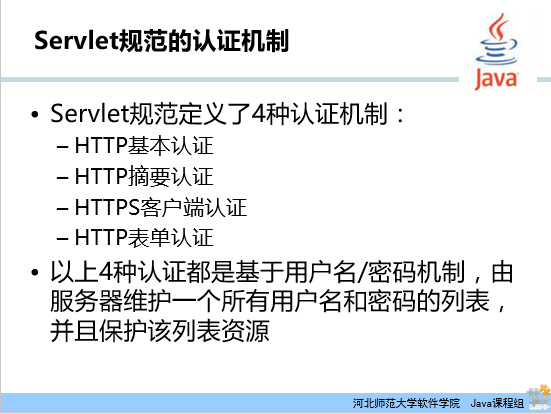 Servlet规范的认证机制
Java
• Servlet规范定义了4种认证机制：
– HTTP基本认证
– HTTP摘要认证
– HTTPS客户端认证
– HTTP表单认证
• 以上4种认证都是基于用户名/密码机制，由
服务器维护一个所有用户名和密码的列表，
并且保护该列表资源
河北师范大学软件学院 Java课程组